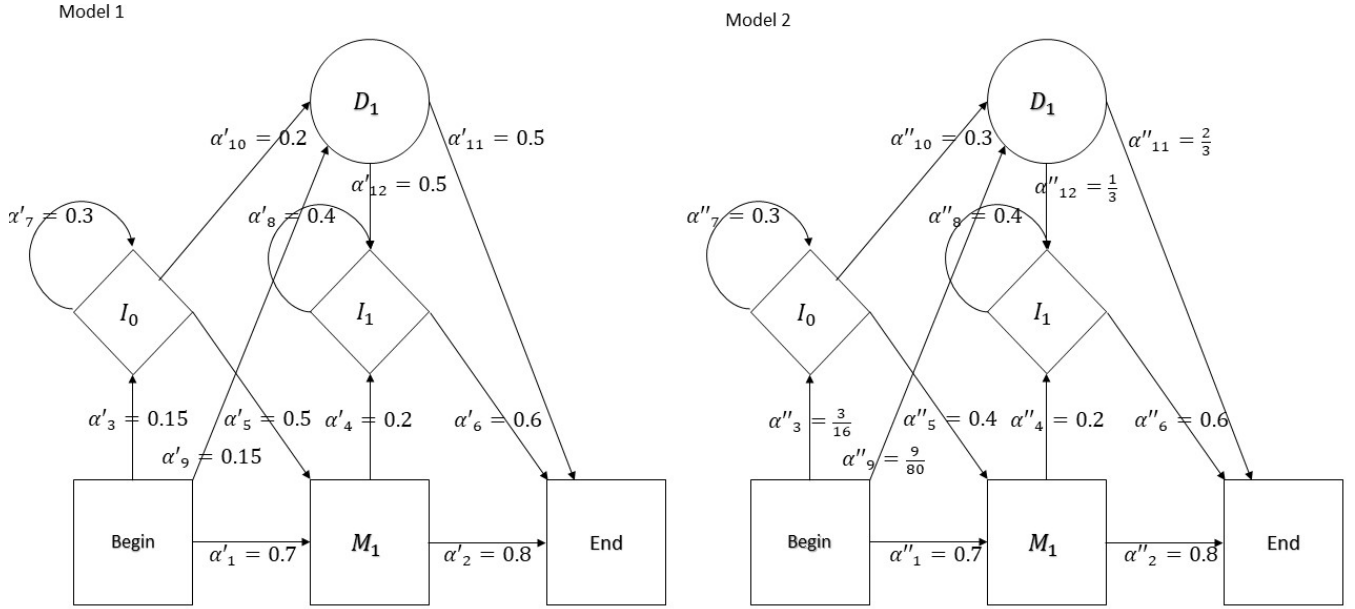 Model 1
D₁
α'₁₀ = 0.2
α'₁₁ = 0.5
α'₁₂ = 0.5
α'₇ = 0.3
α'₈ = 0.4
I₀
I₁
α'₃ = 0.15
α'₅ = 0.5
α'₄ = 0.2
α'₆ = 0.6
α'₉ = 0.15
Begin
M₁
End
α'₁ = 0.7
α'₂ = 0.8
Model 2
D₁
α''₁₀ = 0.3
α''₁₁ = 2/3
α''₁₂ = 1/3
α''₇ = 0.3
α''₈ = 0.4
I₀
I₁
α''₃ = 3/16
α''₅ = 0.4
α''₄ = 0.2
α''₆ = 0.6
α''₉ = 9/80
Begin
M₁
End
α''₁ = 0.7
α''₂ = 0.8